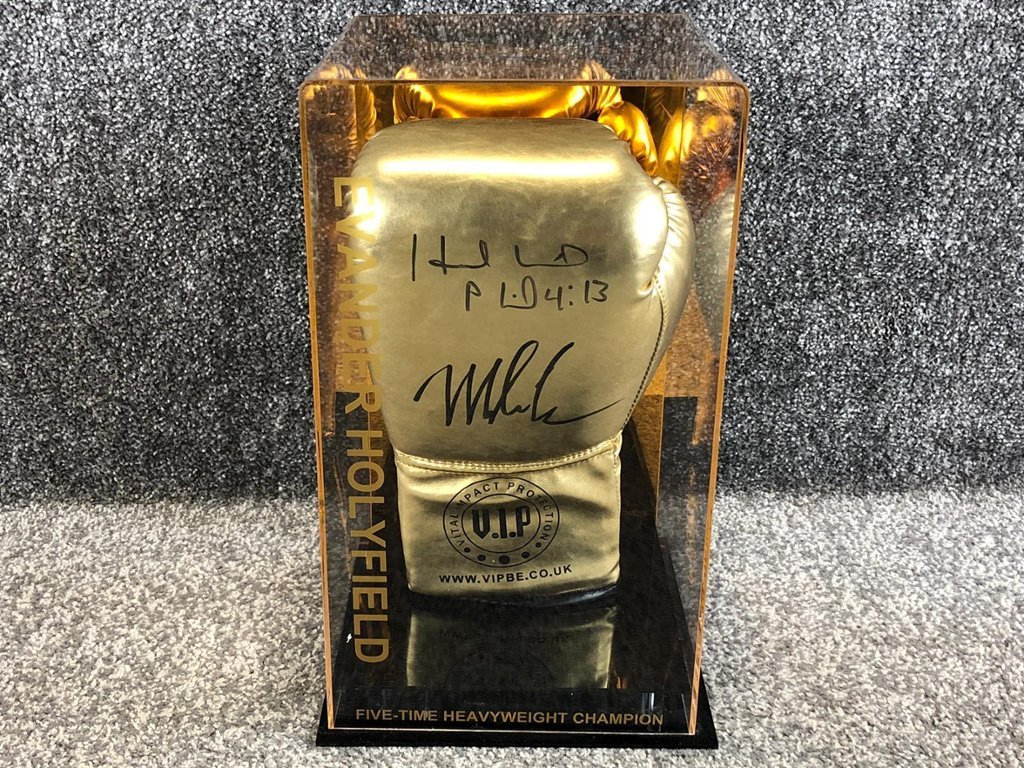 EVANDER HOLYFIELD
4:13
VITAL IMPACT PROTECTION
V.I.P
WWW.VIPBE.CO.UK
FIVE-TIME HEAVYWEIGHT CHAMPION